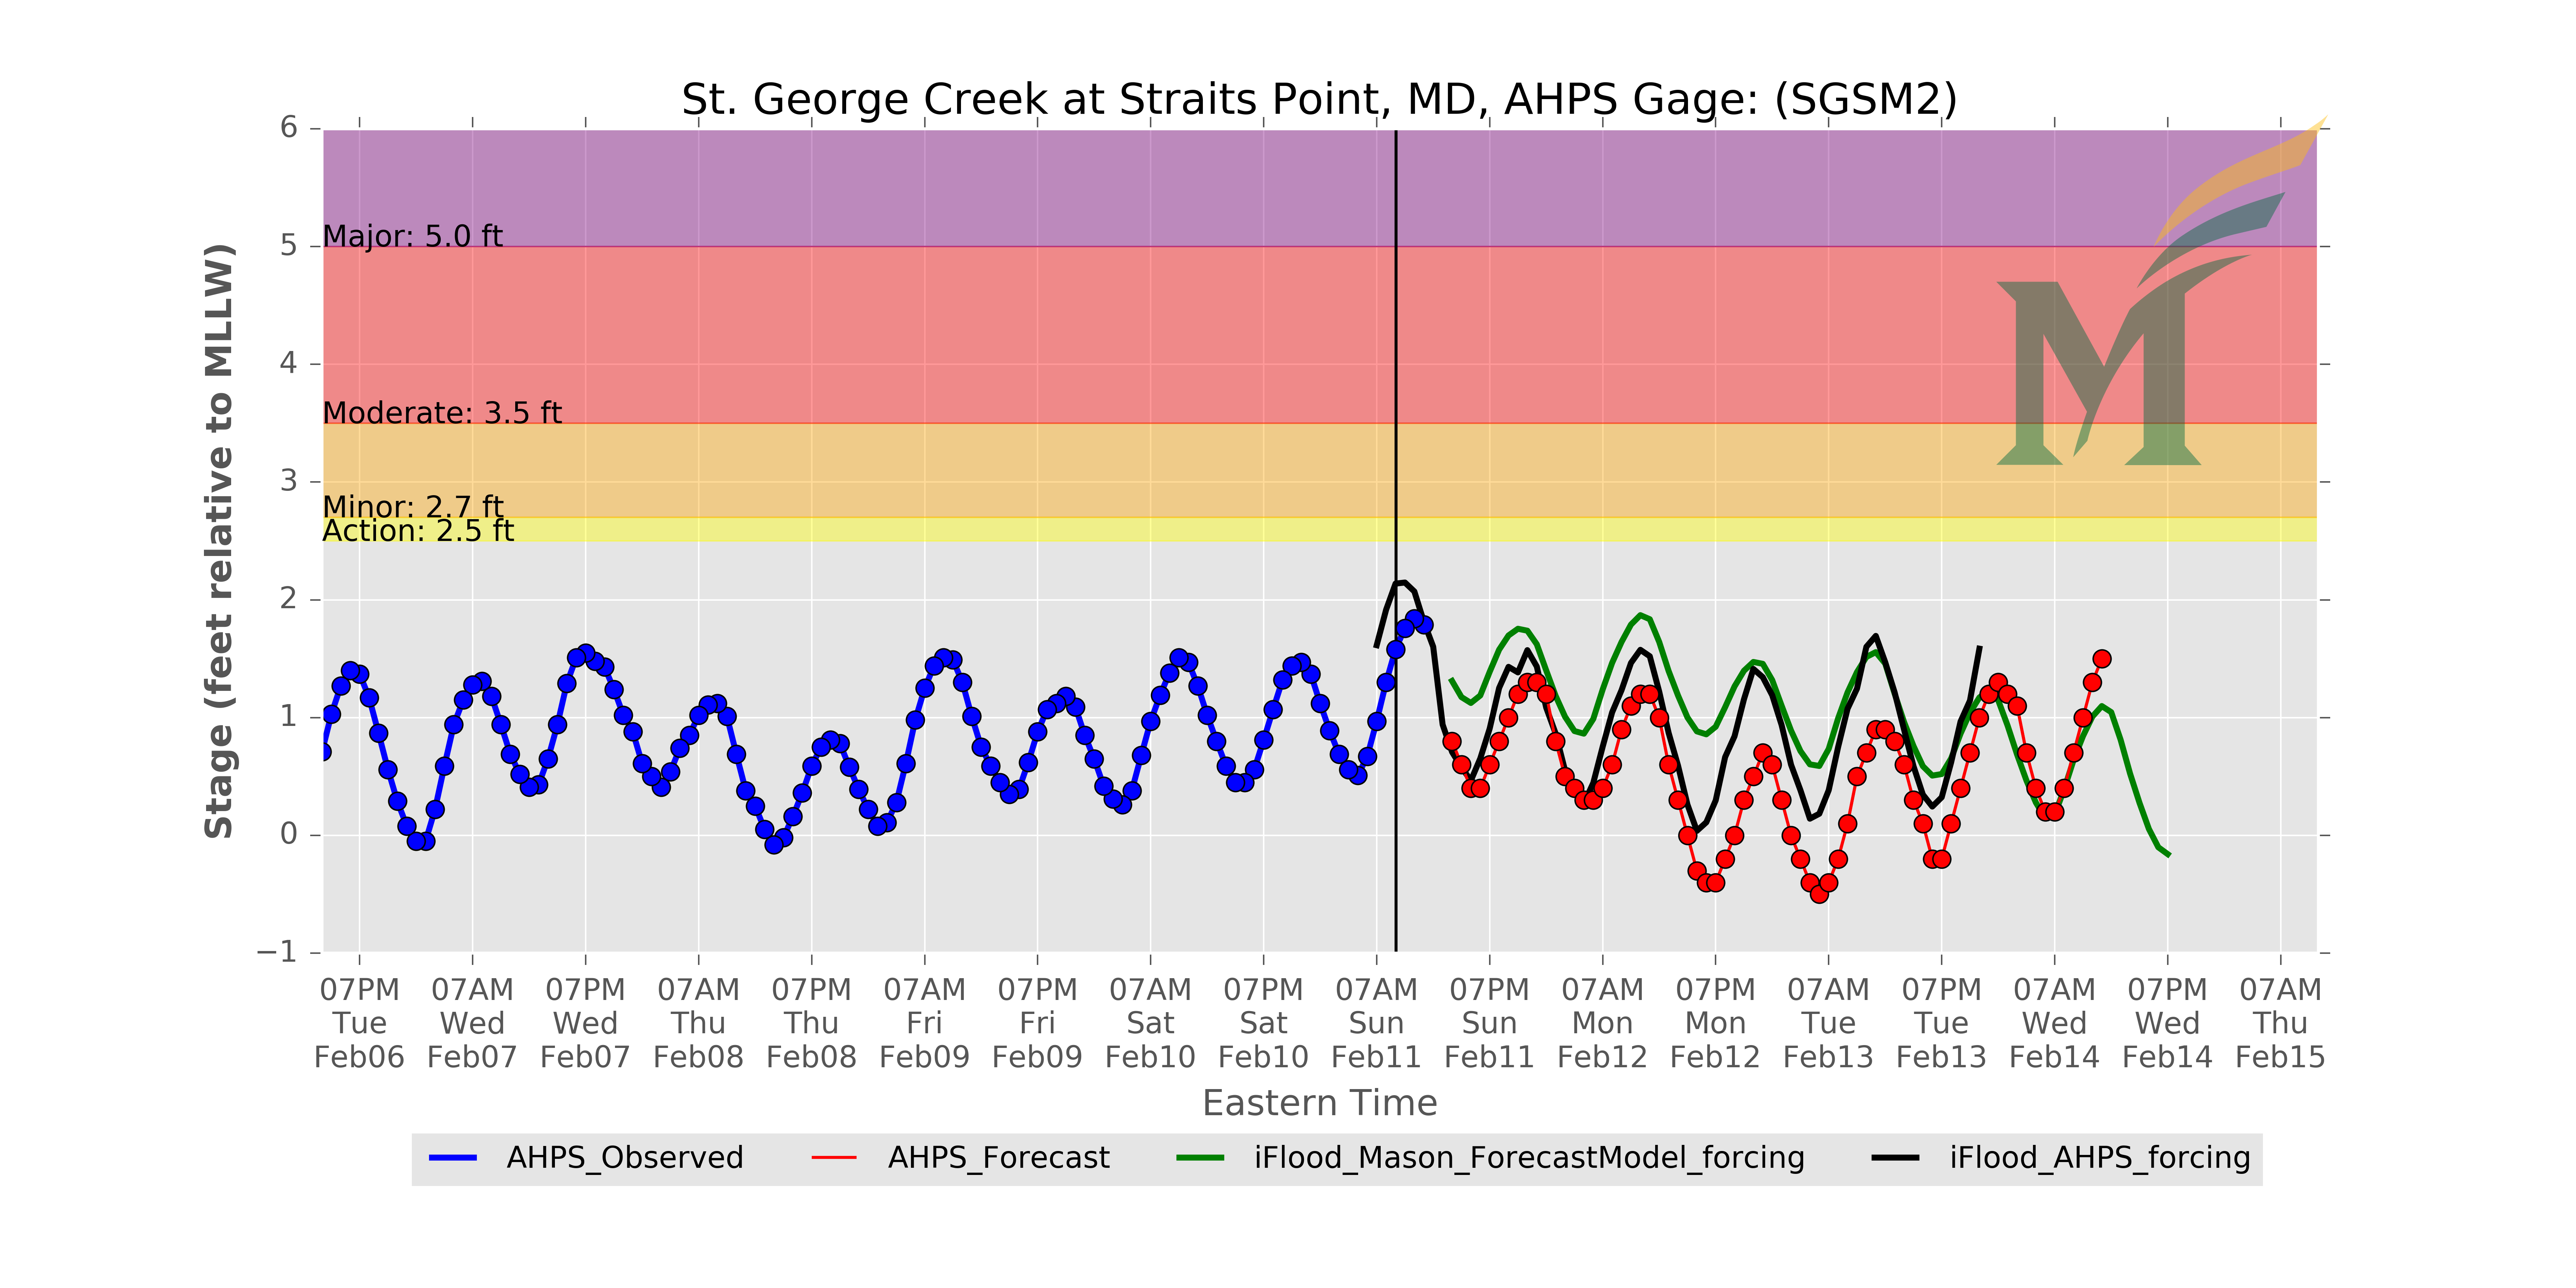 St. George Creek at Straits Point, MD, AHPS Gage: (SGSM2)
Stage (feet relative to MLLW)
6
5
4
3
2
1
0
−1
Major: 5.0 ft
Moderate: 3.5 ft
Minor: 2.7 ft
Action: 2.5 ft
M
07PM 07AM 07PM 07AM 07PM 07AM 07PM 07AM 07PM 07AM 07PM 07AM 07PM 07AM 07PM 07AM 07PM 07AM
Tue Wed Wed Thu Thu Fri Fri Sat Sat Sun Sun Mon Mon Tue Tue Wed Wed Thu
Feb06 Feb07 Feb07 Feb08 Feb08 Feb09 Feb09 Feb10 Feb10 Feb11 Feb11 Feb12 Feb12 Feb13 Feb13 Feb14 Feb14 Feb15
Eastern Time
AHPS_Observed AHPS_Forecast iFlood_Mason_ForecastModel_forcing iFlood_AHPS_forcing